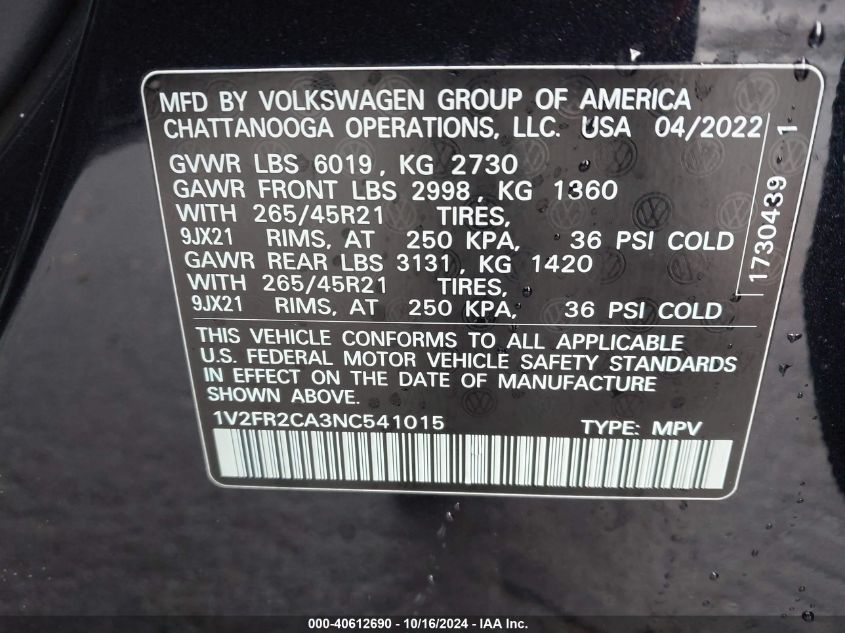 MFD BY VOLKSWAGEN GROUP OF AMERICA
CHATTANOOGA OPERATIONS, LLC. USA 04/2022
GVWR LBS 6019, KG 2730
GAWR FRONT LBS 2998, KG 1360
WITH 265/45R21 TIRES,
9JX21 RIMS, AT 250 KPA, 36 PSI COLD
GAWR REAR LBS 3131, KG 1420
WITH 265/45R21 TIRES,
9JX21 RIMS, AT 250 KPA, 36 PSI COLD
1730439 1
THIS VEHICLE CONFORMS TO ALL APPLICABLE
U.S. FEDERAL MOTOR VEHICLE SAFETY STANDARDS
IN EFFECT ON THE DATE OF MANUFACTURE
SHOWN ABOVE.
1V2FR2CA3NC541015 TYPE: MPV
000-40612690 - 10/16/2024 - IAA Inc.